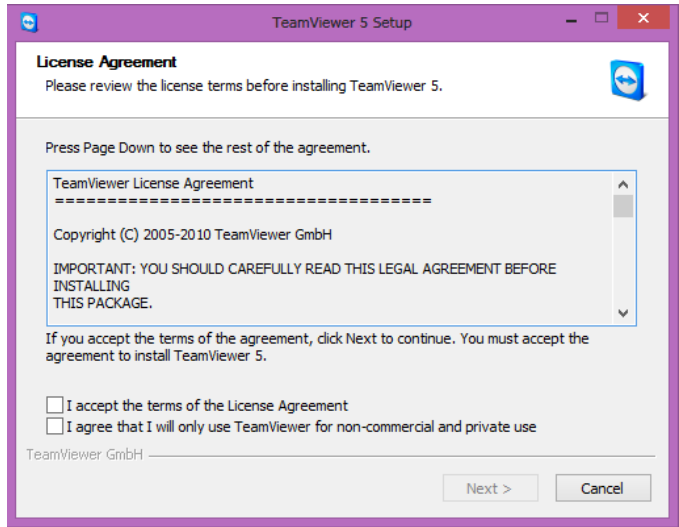 TeamViewer 5 Setup
License Agreement
Please review the license terms before installing TeamViewer 5.
Press Page Down to see the rest of the agreement.
TeamViewer License Agreement
====================================
Copyright (C) 2005-2010 TeamViewer GmbH
IMPORTANT: YOU SHOULD CAREFULLY READ THIS LEGAL AGREEMENT BEFORE
INSTALLING
THIS PACKAGE.
If you accept the terms of the agreement, click Next to continue. You must accept the
agreement to install TeamViewer 5.
I accept the terms of the License Agreement
I agree that I will only use TeamViewer for non-commercial and private use
TeamViewer GmbH
Next >
Cancel